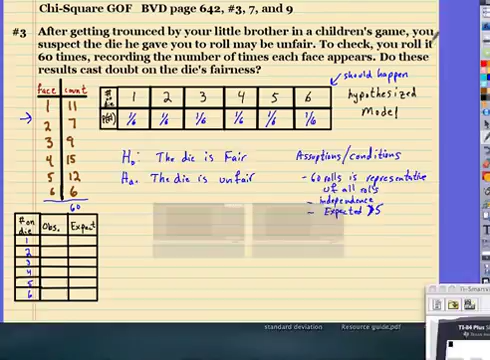 Chi-Square GOF   BVD page 642, #3, 7, and 9
#3 After getting trounced by your little brother in a children's game, you
suspect the die he gave you to roll may be unfair. To check, you roll it
60 times, recording the number of times each face appears. Do these
results cast doubt on the die's fairness?
should happen
face count
1 11
2 7
3 9
4 15
5 12
6 6
60
# on die 1 2 3 4 5 6
1/6 1/6 1/6 1/6 1/6 1/6
hypothesized
Model
H₀: The die is Fair
Hₐ: The die is unfair
Assumptions/conditions
- 60 rolls is representative
of all rolls
- independence
- Expected > 5
# on die Obs. Expect
1
2
3
4
5
6
standard deviation
Resource guide.pdf
TI-84 Plus